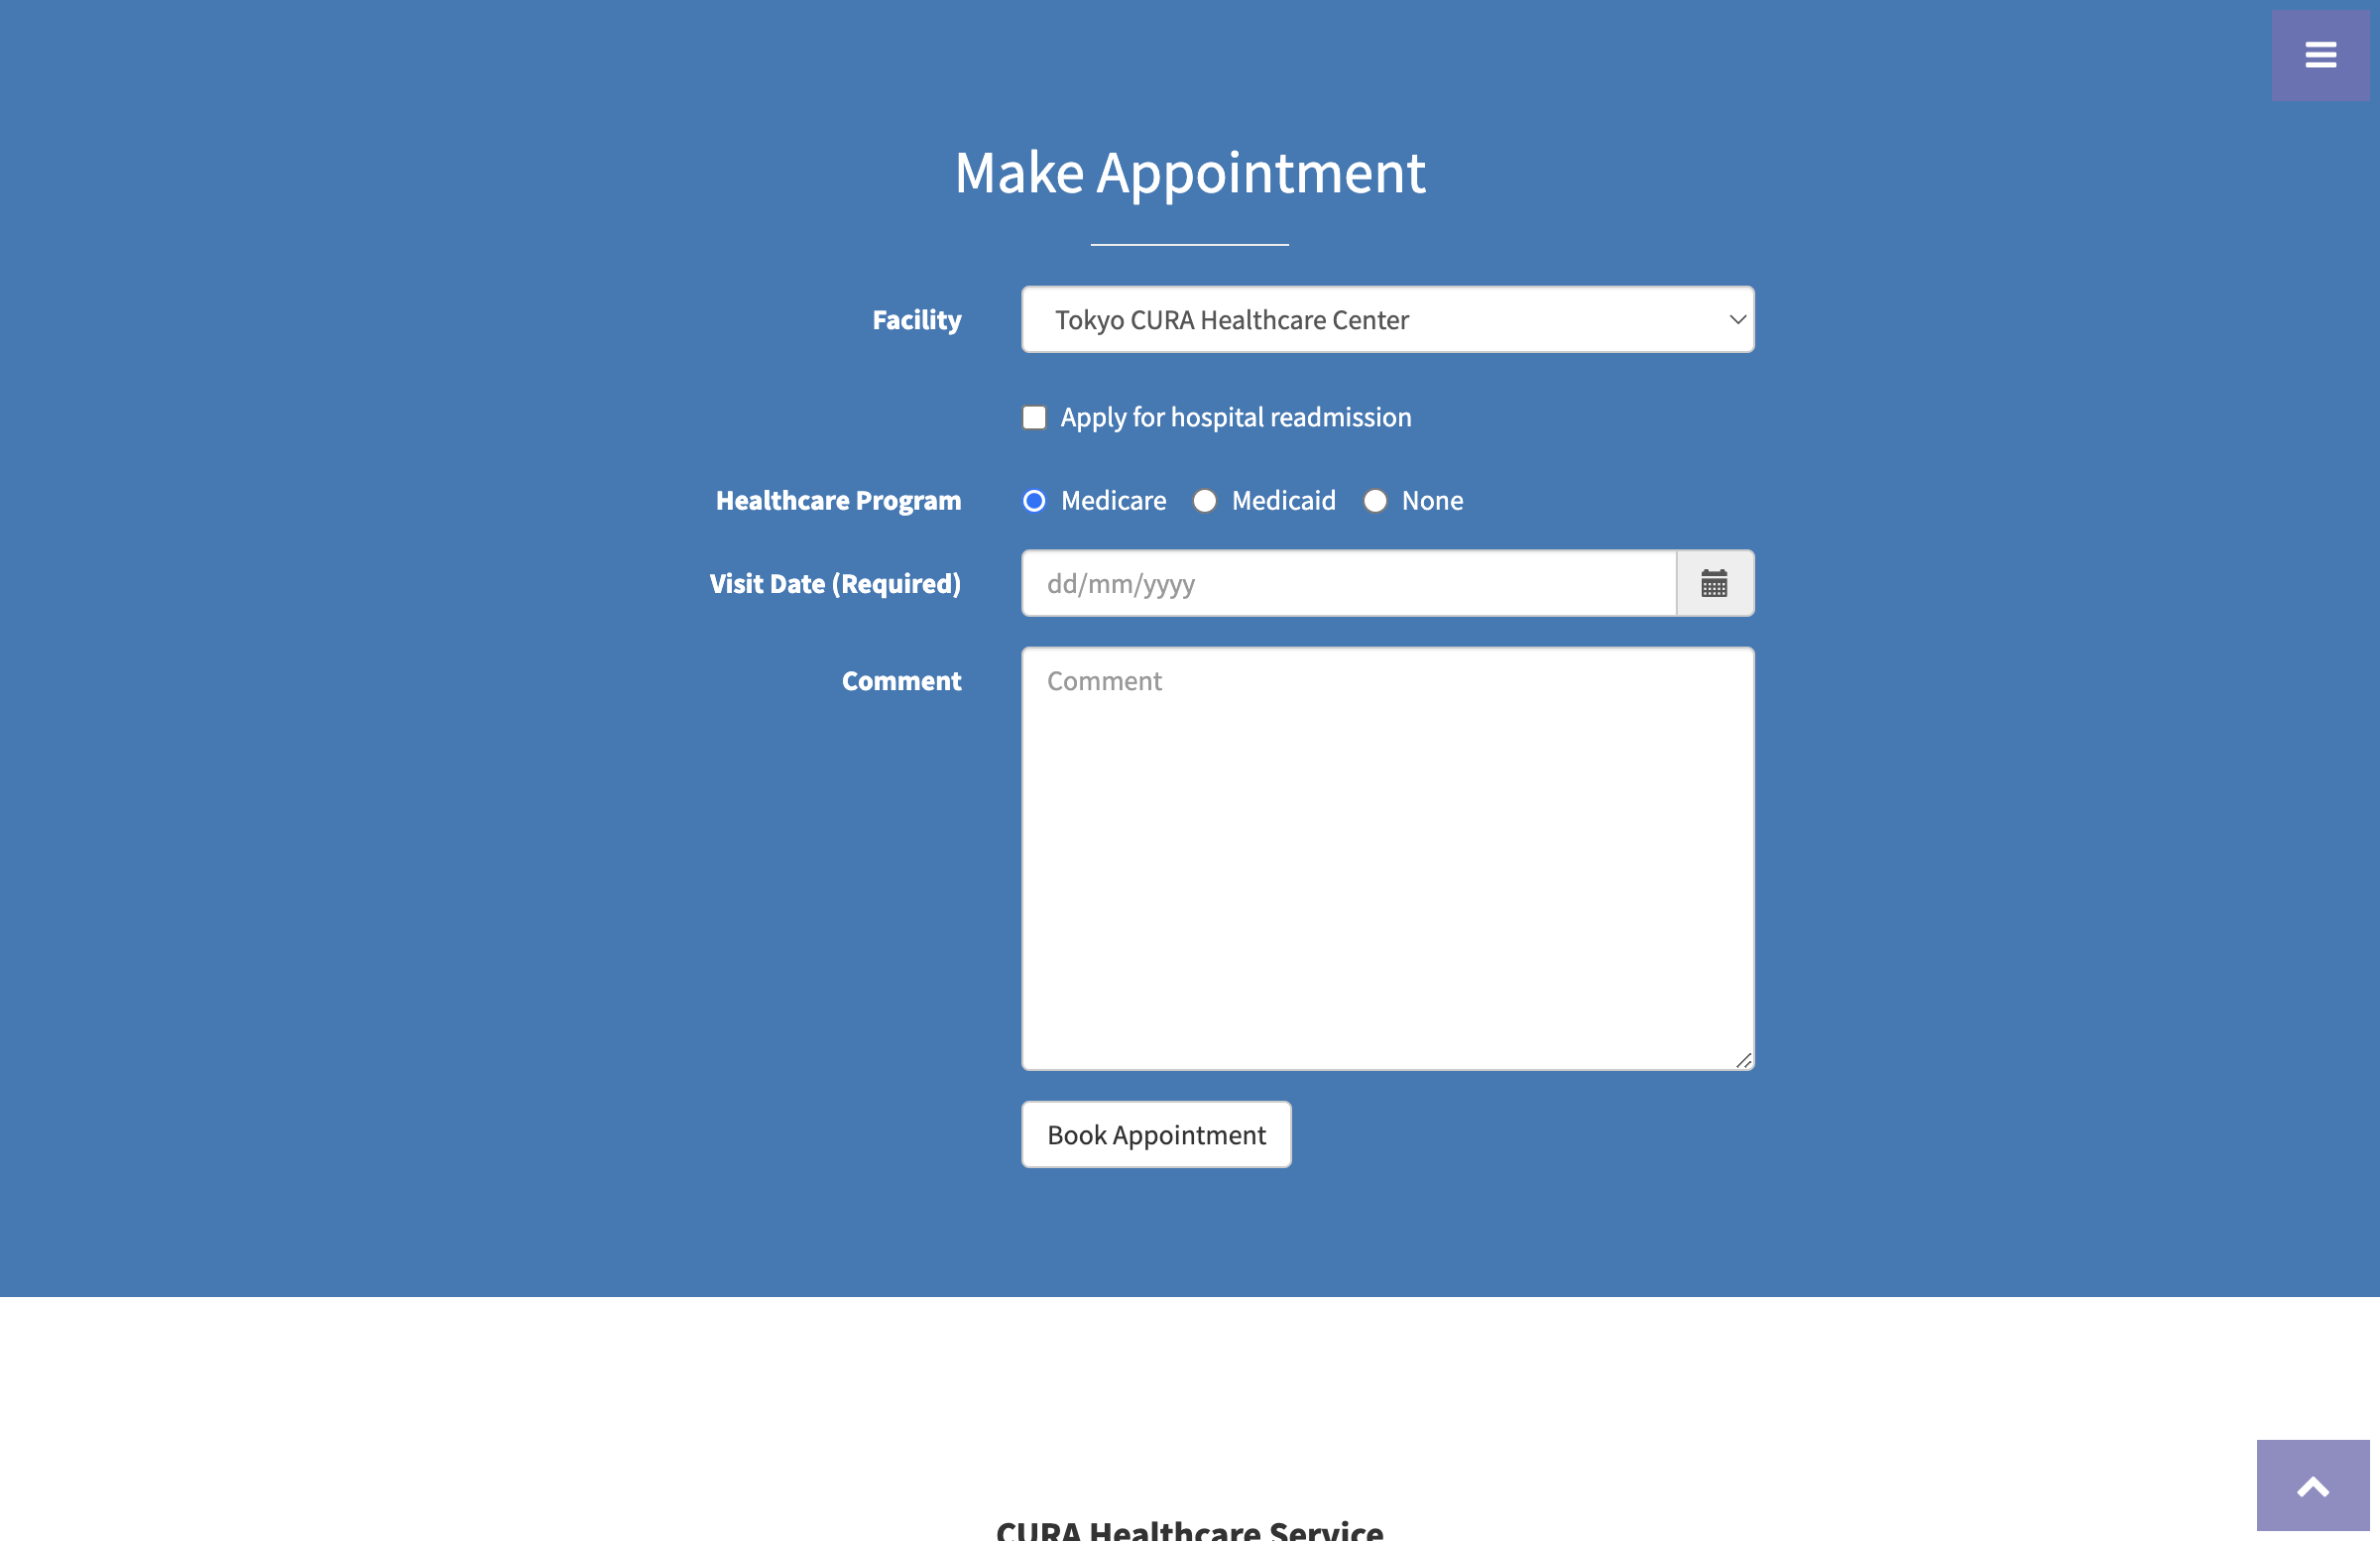 Make Appointment
Facility
Tokyo CURA Healthcare Center
Apply for hospital readmission
Healthcare Program
Medicare Medicaid None
Visit Date (Required)
dd/mm/yyyy
Comment
Comment
Book Appointment
CURA Healthcare Service